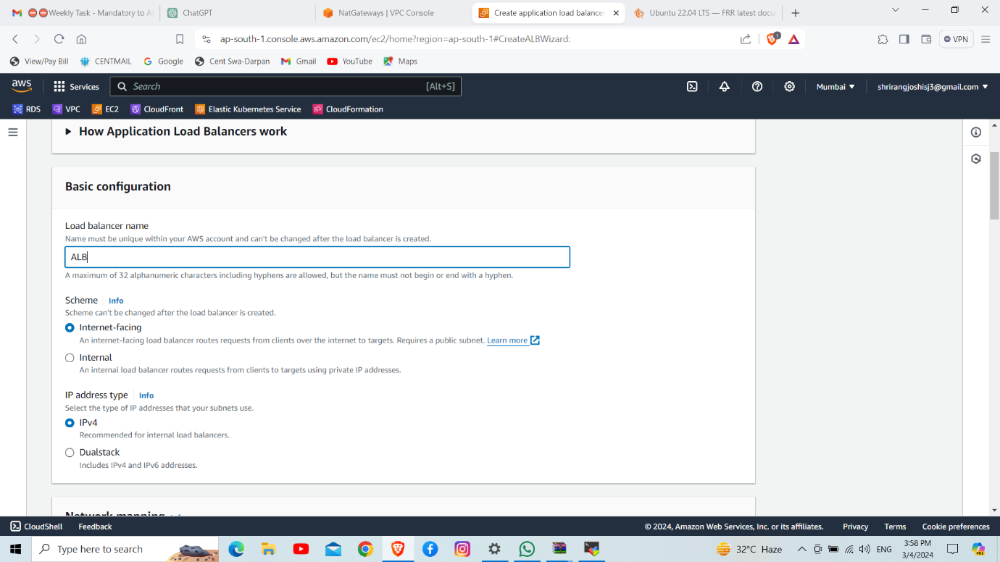 Weekly Task - Mandatory to At
ChatGPT
NatGateways | VPC Console
Create application load balancer
Ubuntu 22.04 LTS — FRR latest docu
ap-south-1.console.aws.amazon.com/ec2/home?region=ap-south-1#CreateALBWizard:
1
VPN
View/Pay Bill
CENTMAIL
Google
Cent Swa-Darpan
Gmail
YouTube
Maps
aws
Services
Search
[Alt+S]
Mumbai
shrirangjoshisj3@gmail.com
RDS
VPC
EC2
CloudFront
Elastic Kubernetes Service
CloudFormation
How Application Load Balancers work
Basic configuration
Load balancer name
Name must be unique within your AWS account and can't be changed after the load balancer is created.
ALB
A maximum of 32 alphanumeric characters including hyphens are allowed, but the name must not begin or end with a hyphen.
Scheme Info
Scheme can't be changed after the load balancer is created.
Internet-facing
An internet-facing load balancer routes requests from clients over the internet to targets. Requires a public subnet. Learn more
Internal
An internal load balancer routes requests from clients to targets using private IP addresses.
IP address type Info
Select the type of IP addresses that your subnets use.
IPv4
Recommended for internal load balancers.
Dualstack
Includes IPv4 and IPv6 addresses.
Network mapping
CloudShell
Feedback
© 2024, Amazon Web Services, Inc. or its affiliates.
Privacy
Terms
Cookie preferences
Type here to search
32°C Haze
ENG
3:58 PM
3/4/2024
PRE